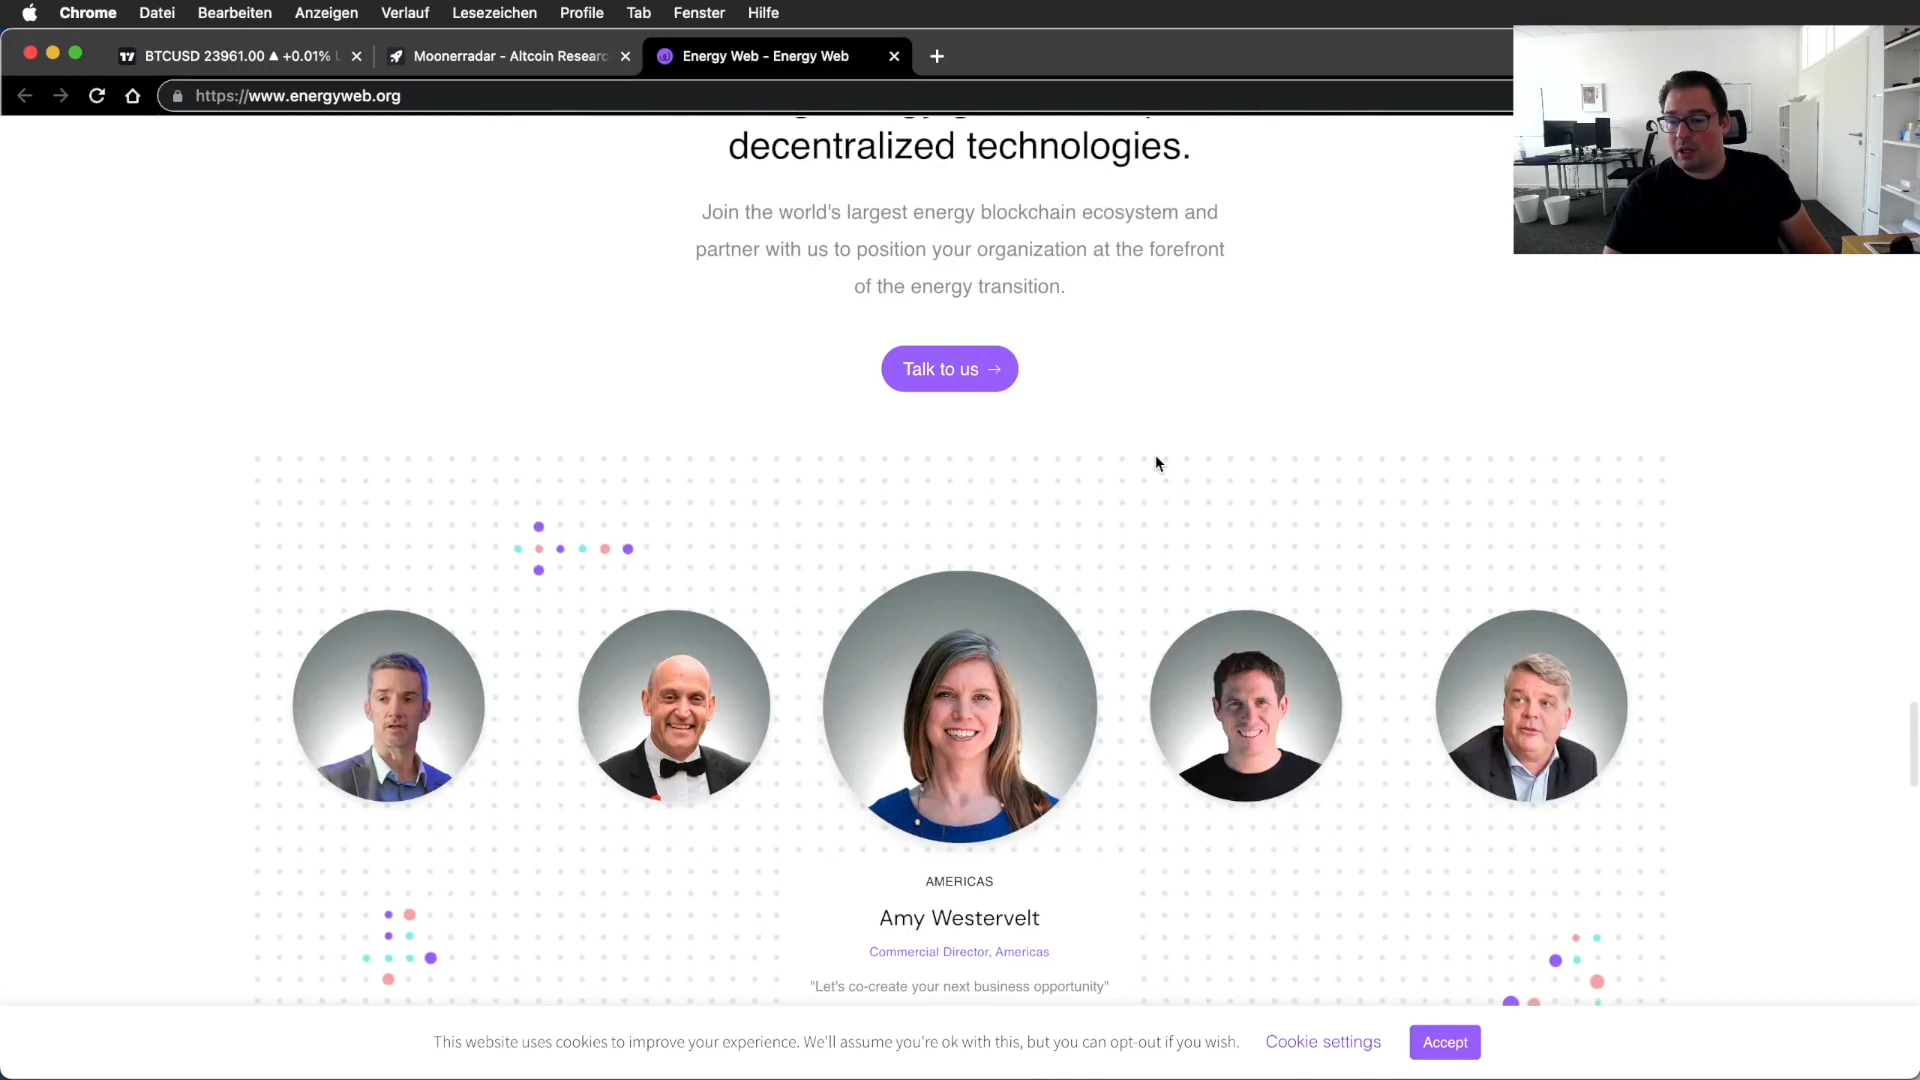 Chrome Datei Bearbeiten Anzeigen Verlauf Lesezeichen Profile Tab Fenster Hilfe
BTCUSD 23961.00 ▲ +0.01%
Moonerradar - Altcoin Researc
Energy Web - Energy Web
https://www.energyweb.org
decentralized technologies.
Join the world's largest energy blockchain ecosystem and
partner with us to position your organization at the forefront
of the energy transition.
Talk to us →
AMERICAS
Amy Westervelt
Commercial Director, Americas
"Let's co-create your next business opportunity"
This website uses cookies to improve your experience. We'll assume you're ok with this, but you can opt-out if you wish. Cookie settings Accept